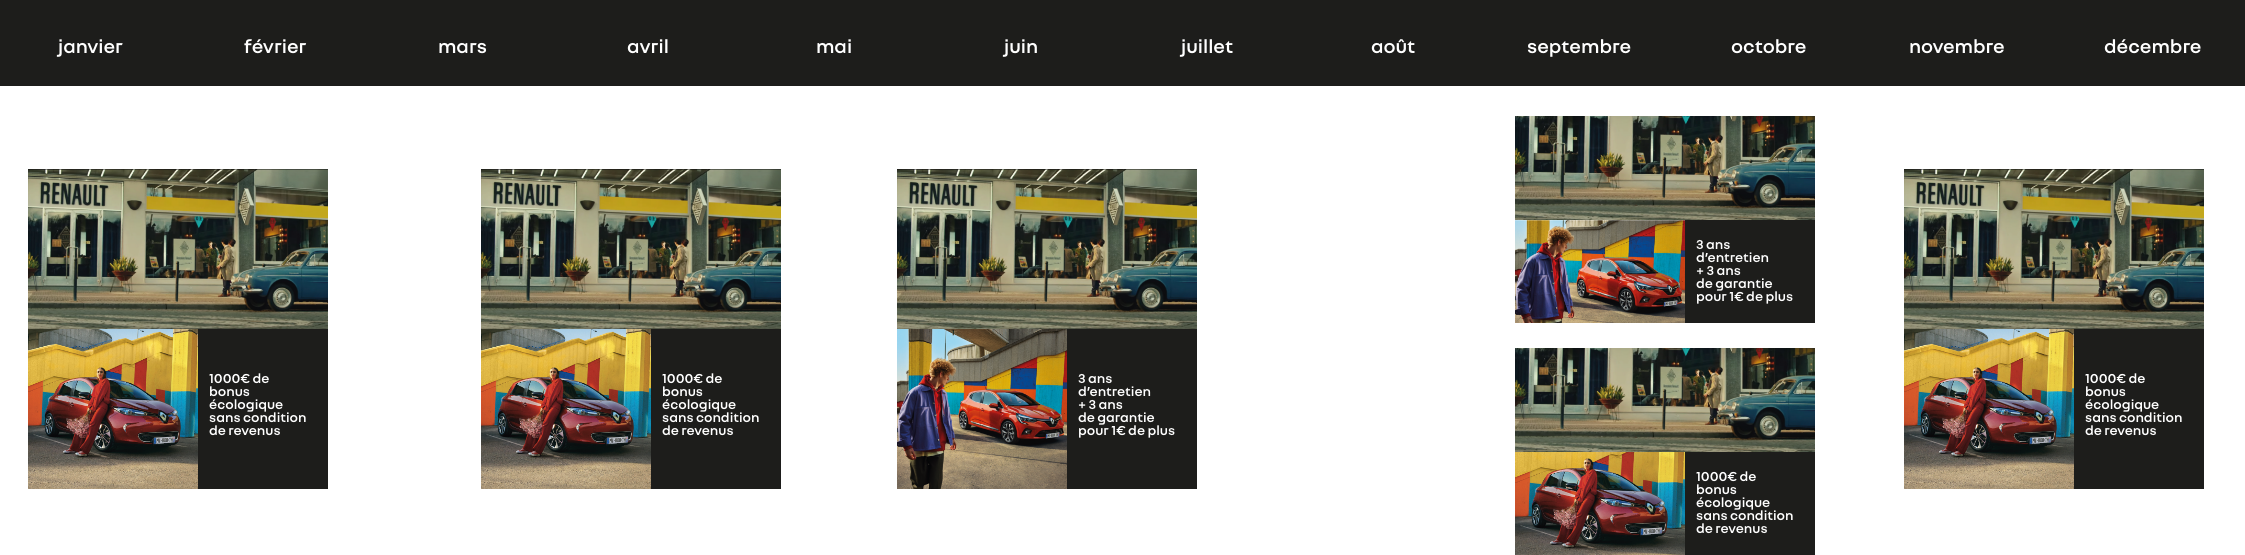 janvier février mars avril mai juin juillet août septembre octobre novembre décembre
RENAULT
1000€ de
bonus
écologique
sans condition
de revenus
RENAULT
1000€ de
bonus
écologique
sans condition
de revenus
RENAULT
3 ans
d'entretien
+ 3 ans
de garantie
pour 1€ de plus
3 ans
d'entretien
+ 3 ans
de garantie
pour 1€ de plus
1000€ de
bonus
écologique
sans condition
de revenus
RENAULT
1000€ de
bonus
écologique
sans condition
de revenus